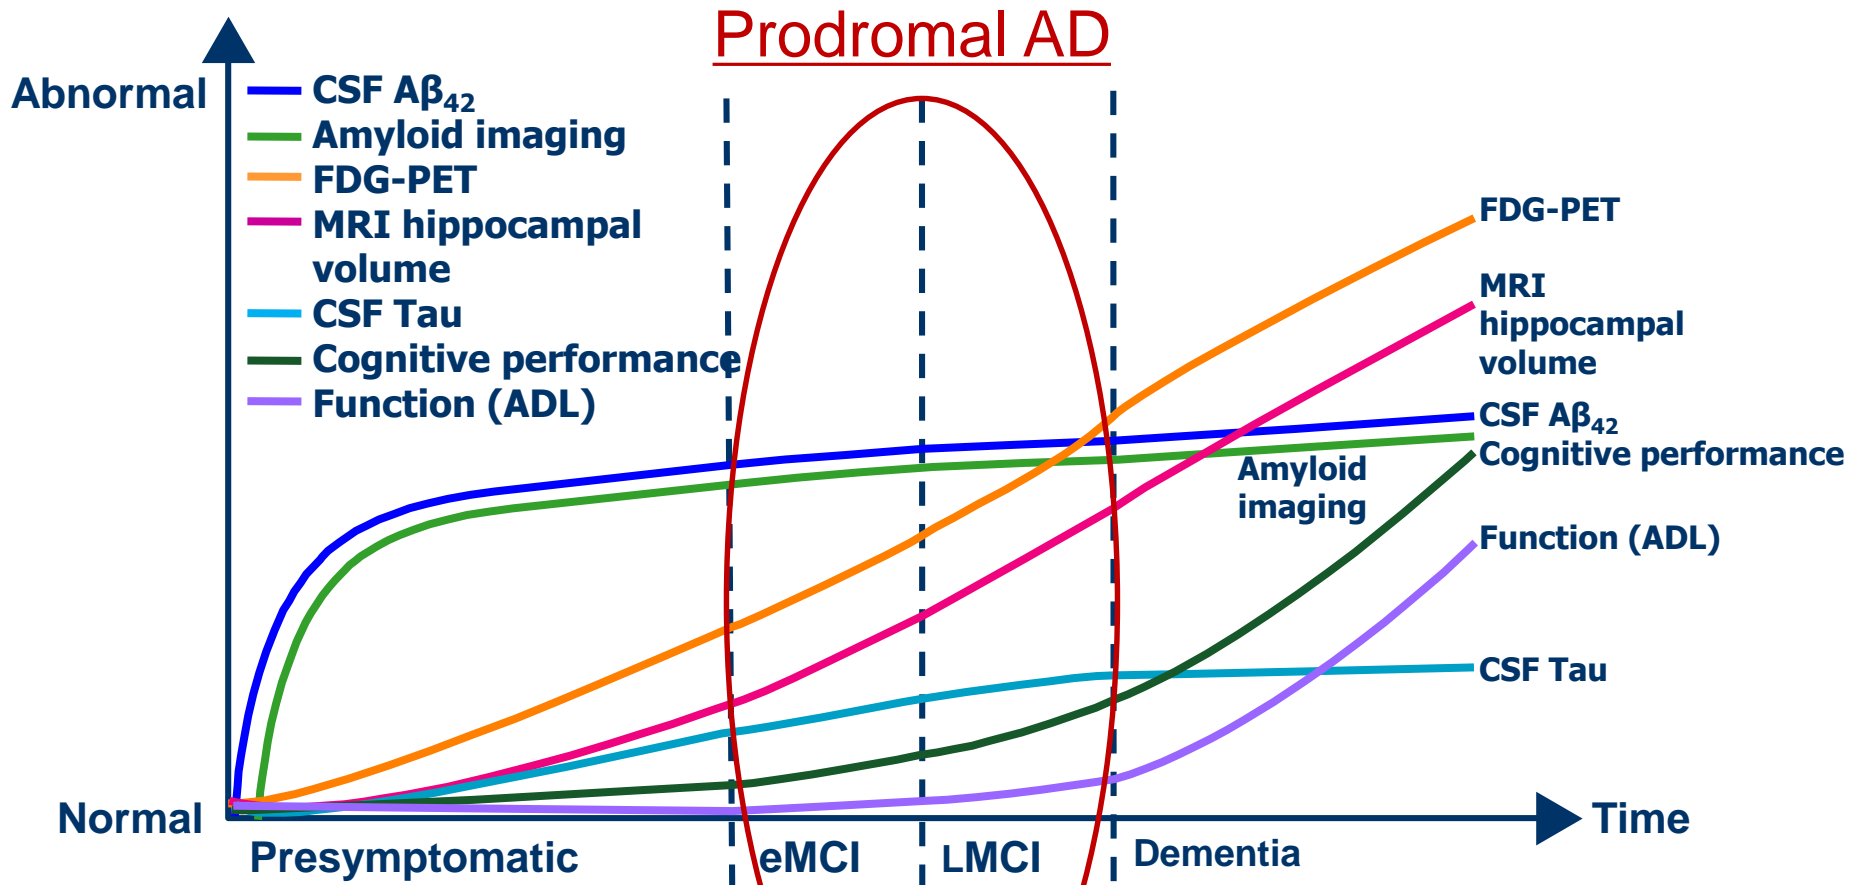 Prodromal AD
Abnormal
CSF Aβ₄₂
Amyloid imaging
FDG-PET
MRI hippocampal
volume
CSF Tau
Cognitive performance
Function (ADL)
FDG-PET
MRI
hippocampal
volume
CSF Aβ₄₂
Cognitive performance
Amyloid
imaging
Function (ADL)
CSF Tau
Normal
Time
Presymptomatic
eMCI
LMCI
Dementia